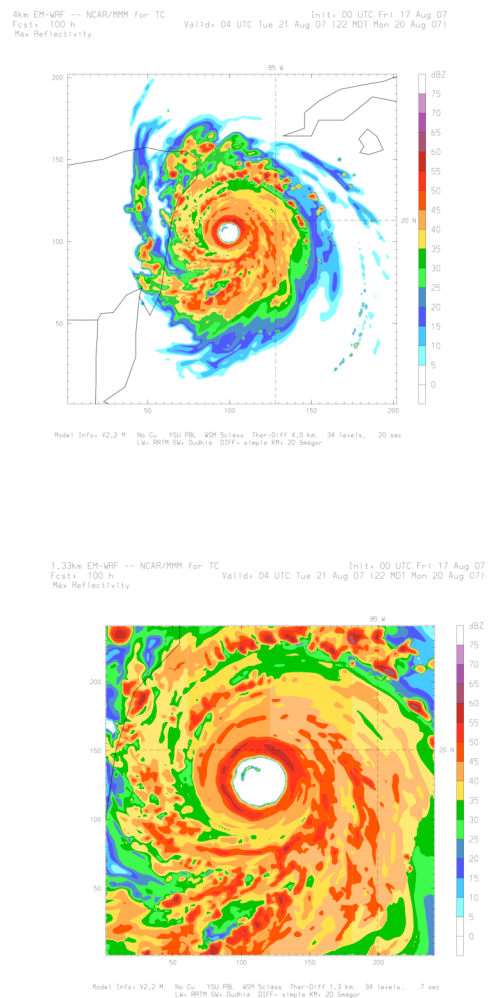 4km EM-WRF -- NCAR/MMM for TC Init: 00 UTC Fri 17 Aug 07
Fcst: 100 h Valid: 04 UTC Tue 21 Aug 07 (22 MDT Mon 20 Aug 07)
Max Reflectivity
85 W
dBZ
200
150
100
50
50 100 150 200
20 N
75
70
65
60
55
50
45
40
35
30
25
20
15
10
5
0
Model Info: V2.2 M No Cu YSU PBL WSM 5class Ther-Diff 4.0 km, 34 levels, 20 sec
LW: RRTM SW: Dudhia DIFF: simple KM: 2D Smagor
1.33km EM-WRF -- NCAR/MMM for TC Init: 00 UTC Fri 17 Aug 07
Fcst: 100 h Valid: 04 UTC Tue 21 Aug 07 (22 MDT Mon 20 Aug 07)
Max Reflectivity
85 W
dBZ
200
150
100
50
50 100 150 200
20 N
75
70
65
60
55
50
45
40
35
30
25
20
15
10
5
0
Model Info: V2.2 M No Cu YSU PBL WSM 5class Ther-Diff 1.3 km, 34 levels, 7 sec
LW: RRTM SW: Dudhia DIFF: simple KM: 2D Smagor